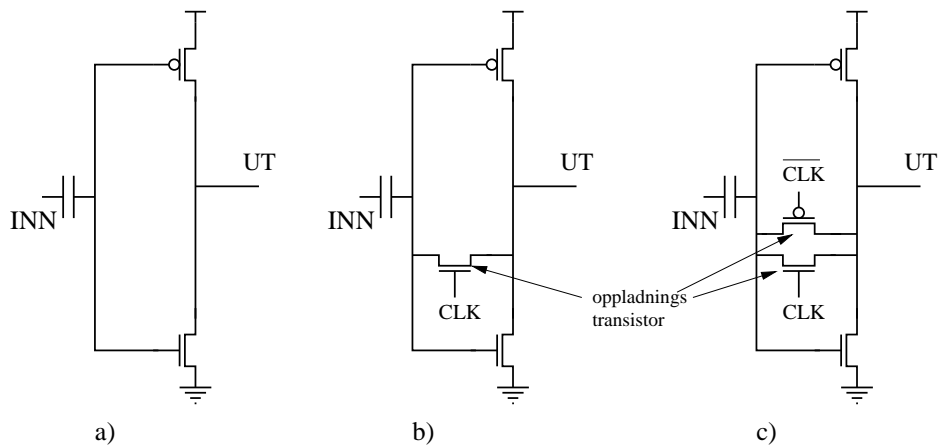 UT
INN
a)
UT
INN
CLK
b)
oppladnings
transistor
UT
CLK
INN
CLK
c)